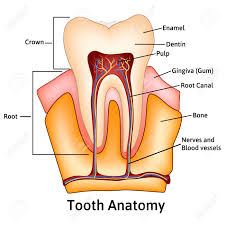 Enamel
Crown
Dentin
Pulp
Gingiva (Gum)
Root Canal
Root
Bone
Nerves and
Blood vessels
Tooth Anatomy